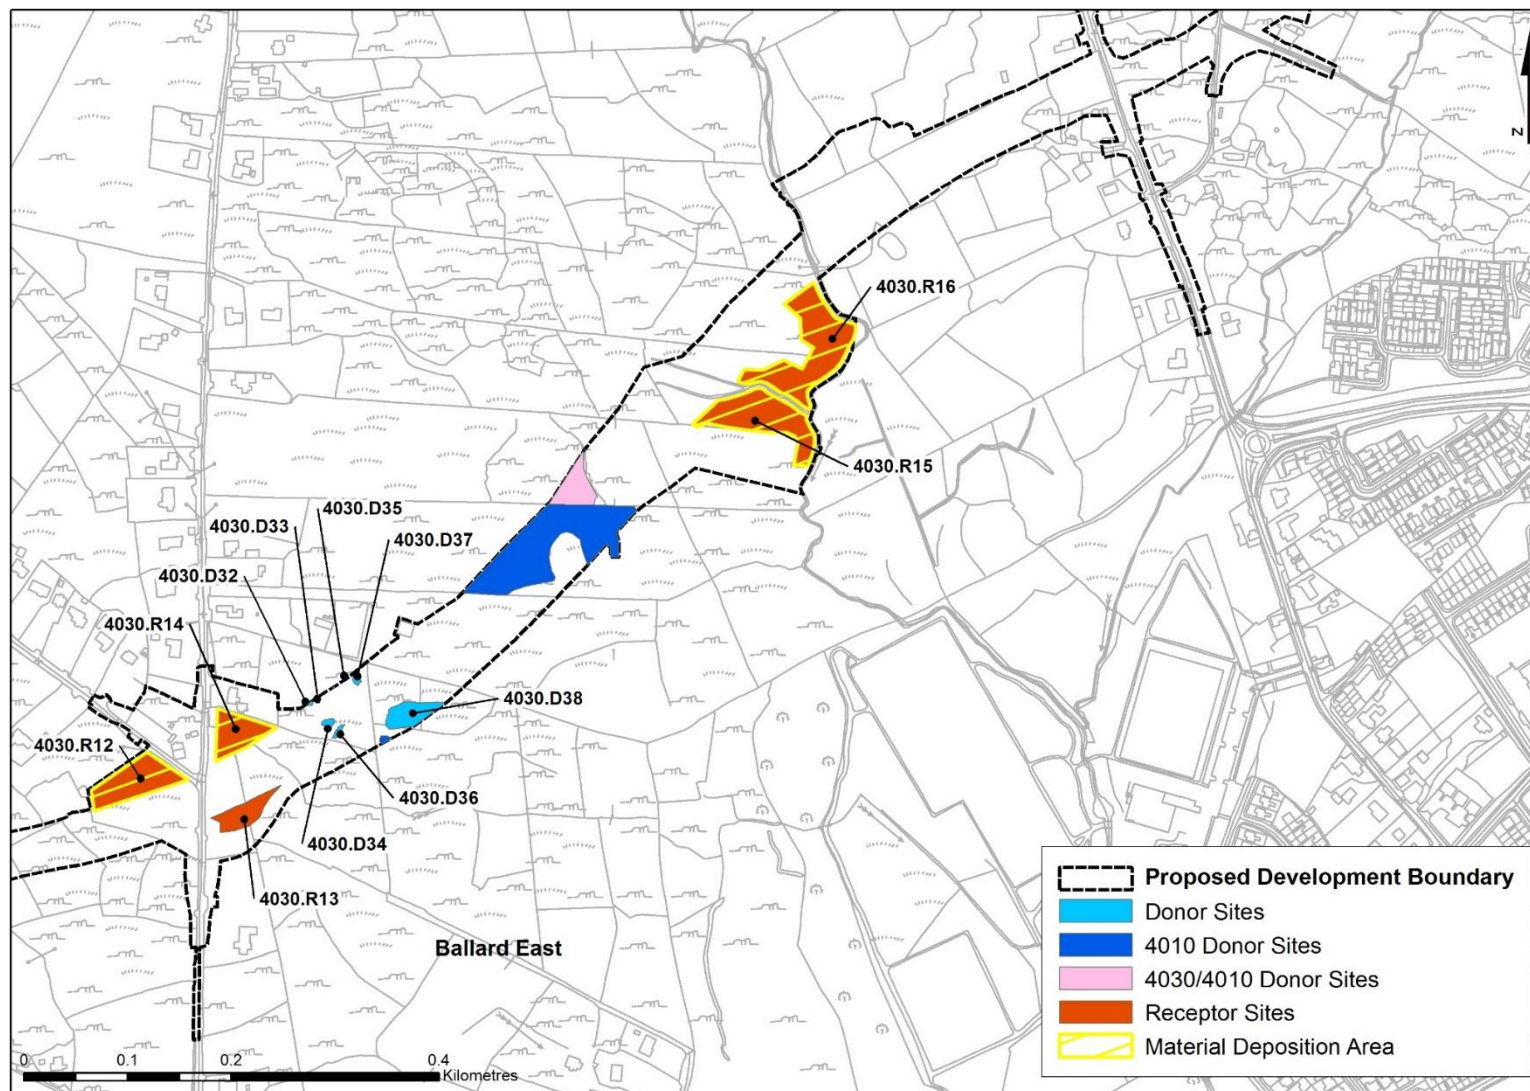 N
4030.R16
4030.R15
4030.D35
4030.D33
4030.D37
4030.D32
4030.R14
4030.D38
4030.R12
4030.D36
4030.D34
4030.R13
Ballard East
Proposed Development Boundary
Donor Sites
4010 Donor Sites
4030/4010 Donor Sites
Receptor Sites
Material Deposition Area
0 0.1 0.2 0.4
Kilometres